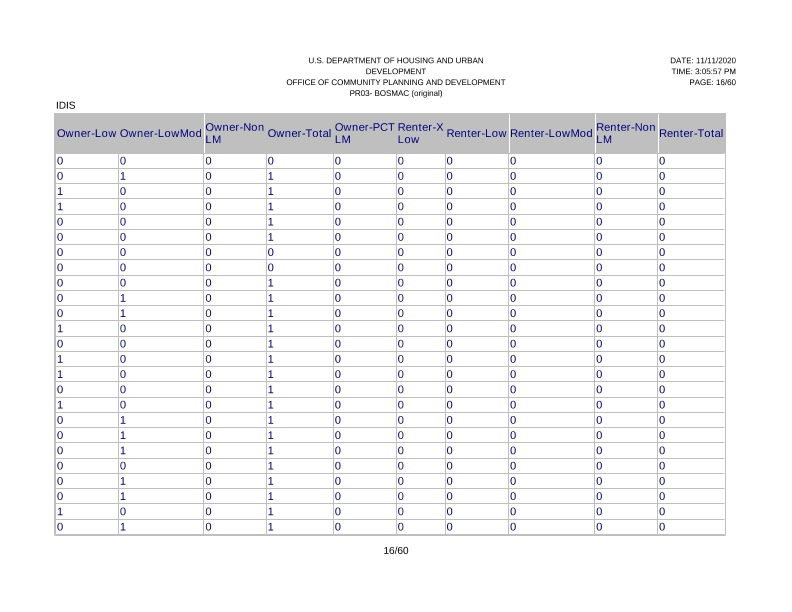 U.S. DEPARTMENT OF HOUSING AND URBAN
DEVELOPMENT
OFFICE OF COMMUNITY PLANNING AND DEVELOPMENT
PR03- BOSMAC (original)
DATE: 11/11/2020
TIME: 3:05:57 PM
PAGE: 16/60
IDIS
Owner-Low Owner-LowMod Owner-Non LM Owner-Total Owner-PCT LM Renter-X Low Renter-Low Renter-LowMod Renter-Non LM Renter-Total
0 0 0 0 0 0 0 0 0 0
0 1 0 1 0 0 0 0 0 0
1 0 0 1 0 0 0 0 0 0
1 0 0 1 0 0 0 0 0 0
0 0 0 1 0 0 0 0 0 0
0 0 0 1 0 0 0 0 0 0
0 0 0 0 0 0 0 0 0 0
0 0 0 0 0 0 0 0 0 0
0 0 0 1 0 0 0 0 0 0
0 1 0 1 0 0 0 0 0 0
0 1 0 1 0 0 0 0 0 0
1 0 0 1 0 0 0 0 0 0
0 0 0 1 0 0 0 0 0 0
1 0 0 1 0 0 0 0 0 0
1 0 0 1 0 0 0 0 0 0
0 0 0 1 0 0 0 0 0 0
1 0 0 1 0 0 0 0 0 0
0 1 0 1 0 0 0 0 0 0
0 1 0 1 0 0 0 0 0 0
0 1 0 1 0 0 0 0 0 0
0 0 0 1 0 0 0 0 0 0
0 1 0 1 0 0 0 0 0 0
0 1 0 1 0 0 0 0 0 0
1 0 0 1 0 0 0 0 0 0
0 1 0 1 0 0 0 0 0 0
16/60